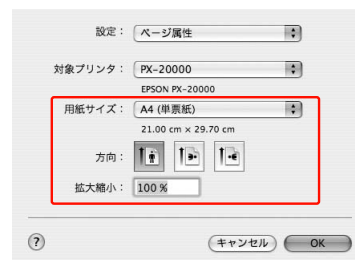 設定： ページ属性
対象プリンタ： PX-20000
EPSON PX-20000
用紙サイズ： A4 (単票紙)
21.00 cm × 29.70 cm
方向：
拡大縮小： 100 %
? キャンセル OK